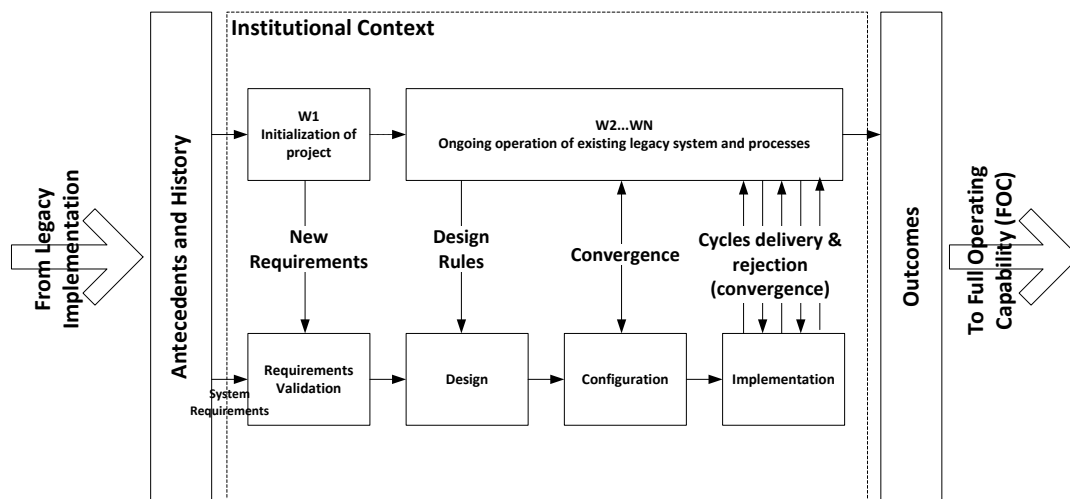 Institutional Context
From Legacy
Implementation
Antecedents and History
W1
Initialization of
project
W2...WN
Ongoing operation of existing legacy system and processes
New
Requirements
Design
Rules
Convergence
Cycles delivery &
rejection
(convergence)
System
Requirements
Requirements
Validation
Design
Configuration
Implementation
Outcomes
To Full Operating
Capability (FOC)